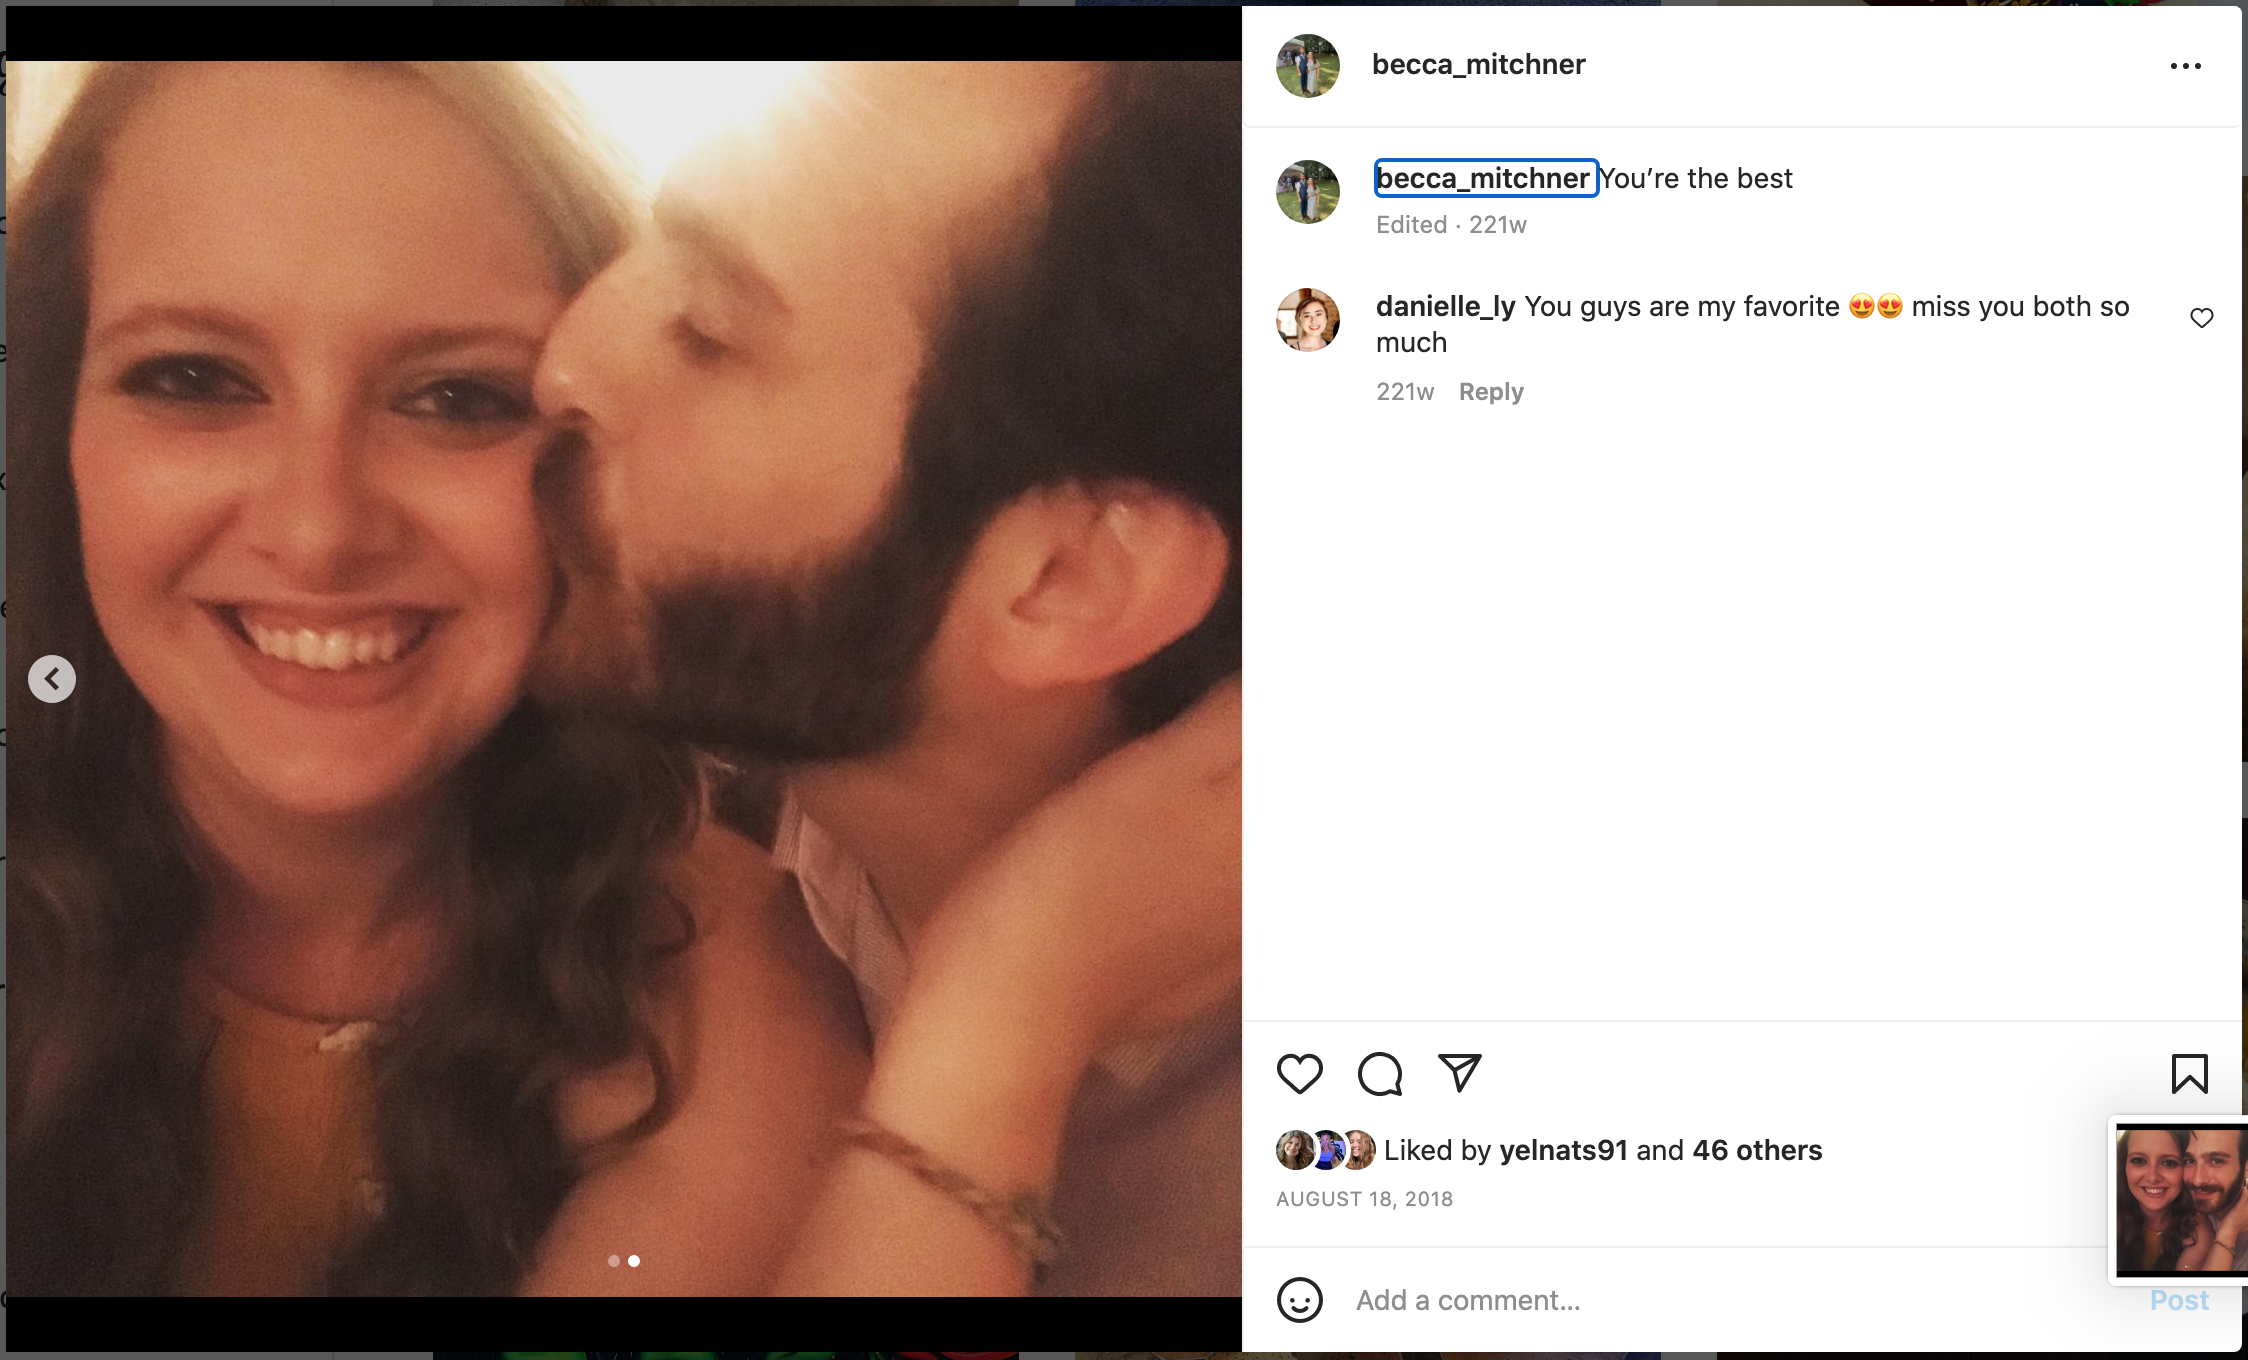 becca_mitchner
becca_mitchner You’re the best
Edited · 221w
danielle_ly You guys are my favorite 😍😍 miss you both so
much
221w Reply
Liked by yelnats91 and 46 others
AUGUST 18, 2018
Add a comment...
Post